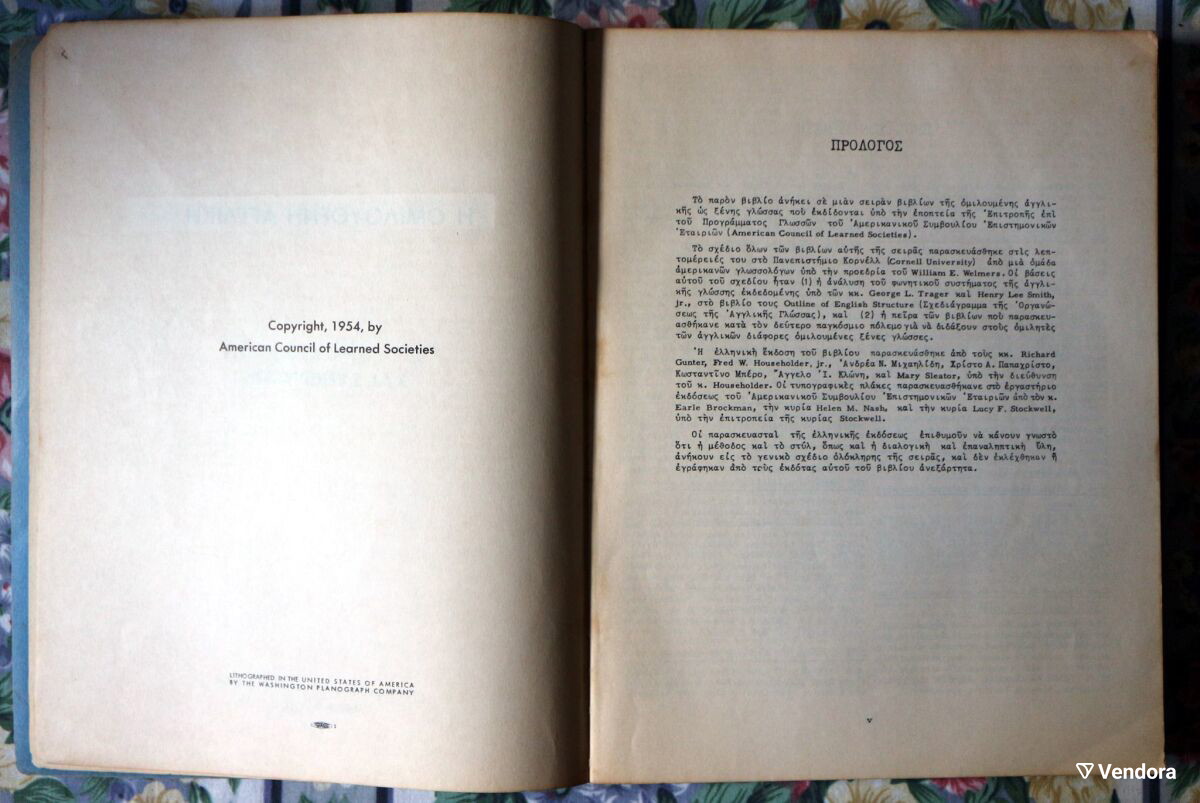 Copyright, 1954, by
American Council of Learned Societies
LITHOGRAPHED IN THE UNITED STATES OF AMERICA
BY THE WASHINGTON PLANOGRAPH COMPANY
ΠΡΟΛΟΓΟΣ
Τὸ παρὸν βιβλίο ἀνήκει σὲ μιὰν σειρὰν βιβλίων τῆς ὁμιλουμένης ἀγγλι-
κῆς ὡς ξένης γλώσσας ποὺ ἐκδίδονται ὑπὸ τὴν ἐποπτεία τῆς Ἐπιτροπῆς ἐπὶ
τοῦ Προγράμματος Γλωσσῶν τοῦ Ἀμερικανικοῦ Συμβουλίου Ἐπιστημονικῶν
Ἑταιριῶν (American Council of Learned Societies).
Τὸ σχέδιο ὅλων τῶν βιβλίων αὐτῆς τῆς σειρᾶς παρασκευάσθηκε στὶς λεπ-
τομέρειές του στὸ Πανεπιστήμιο Κορνέλλ (Cornell University) ἀπὸ μιὰ ὁμάδα
ἀμερικανῶν γλωσσολόγων ὑπὸ τὴν προεδρία τοῦ William E. Welmers. Οἱ βάσεις
αὐτοῦ τοῦ σχεδίου ἦταν (1) ἡ ἀνάλυση τοῦ φωνητικοῦ συστήματος τῆς ἀγγλι-
κῆς γλώσσης ἐκδεδομένης ὑπὸ τῶν κκ. George L. Trager καὶ Henry Lee Smith,
jr., στὸ βιβλίο τους Outline of English Structure (Σχεδιάγραμμα τῆς Ὀργανώ-
σεως τῆς Ἀγγλικῆς Γλώσσας), καὶ (2) ἡ πεῖρα τῶν βιβλίων ποὺ παρασκευ-
ασθήκανε κατὰ τὸν δεύτερο παγκόσμιο πόλεμο γιὰ νὰ διδάξουν στοὺς ὁμιλητὲς
τῶν ἀγγλικῶν διάφορες ὁμιλουμένες ξένες γλῶσσες.
Ἡ ἑλληνικὴ ἔκδοση τοῦ βιβλίου παρασκευάσθηκε ἀπὸ τοὺς κκ. Richard
Gunter, Fred W. Householder, jr., Ἀνδρέα Ν. Μιχαηλίδη, Χρίστο Α. Παπαχρίστο,
Κωσταντῖνο Μπέρο, Ἄγγελο Ἰ. Κλώνη, καὶ Mary Sleator, ὑπὸ τὴν διεύθυνση
τοῦ κ. Householder. Οἱ τυπογραφικὲς πλάκες παρασκευασθήκανε στὸ ἐργαστήριο
ἐκδόσεως τοῦ Ἀμερικανικοῦ Συμβουλίου Ἐπιστημονικῶν Ἑταιριῶν ἀπὸ τὸν κ.
Earle Brockman, τὴν κυρία Helen M. Nash, καὶ τὴν κυρία Lucy F. Stockwell,
ὑπὸ τὴν ἐπιτροπεία τῆς κυρίας Stockwell.
Οἱ παρασκευασταὶ τῆς ἑλληνικῆς ἐκδόσεως ἐπιθυμοῦν νὰ κάνουν γνωστὸ
ὅτι ἡ μέθοδος καὶ τὸ στύλ, ὅπως καὶ ἡ διαλογικὴ καὶ ἐπαναληπτικὴ ὕλη,
ἀνήκουν εἰς τὸ γενικὸ σχέδιο ὁλόκληρης τῆς σειρᾶς, καὶ δὲν ἐκλέχθηκαν ἢ
ἐγράφηκαν ἀπὸ τοὺς ἐκδότας αὐτοῦ τοῦ βιβλίου ἀνεξάρτητα.
v
Vendora